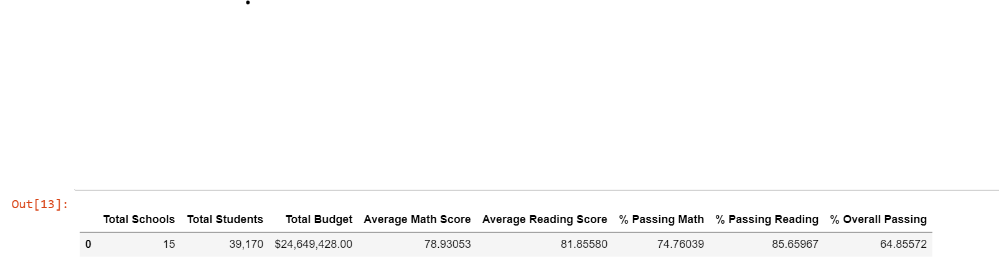 Out[13]:
Total Schools Total Students Total Budget Average Math Score Average Reading Score % Passing Math % Passing Reading % Overall Passing
0 15 39,170 $24,649,428.00 78.93053 81.85580 74.76039 85.65967 64.85572